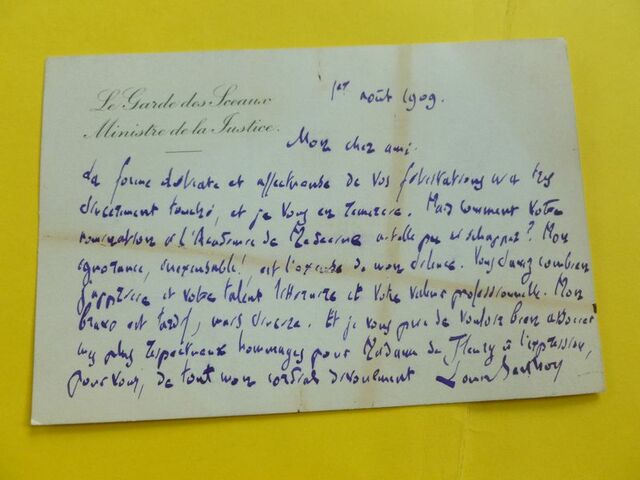 Le Garde des Sceaux
Ministre de la Justice.
1er août 1909.
Mon cher ami.
La forme délicate et affectueuse de vos félicitations m'a très
vivement touché, et je vous en remercie. Mais comment votre
nomination à l'Académie de Médecine a-t-elle pu m'échapper? Mon
ignorance, inexcusable! est l'excuse de mon silence. Vous savez combien
j'apprécie et votre talent littéraire et votre valeur professionnelle. Mon
bravo est tardif, mais sincère. Et je vous prie de vouloir bien associer
mes plus respectueux hommages pour Madame de Fleury à l'expression,
pour vous, de tout mon cordial dévouement Louis Barthou